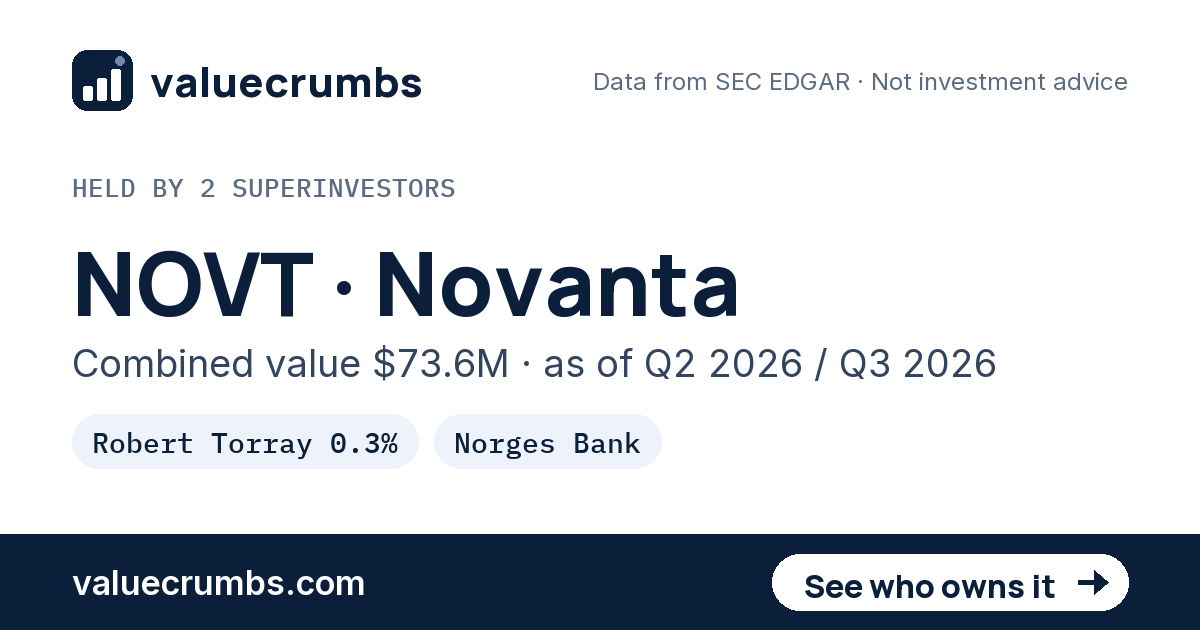 valuecrumbs
Data from SEC EDGAR · Not investment advice
HELD BY 2 SUPERINVESTORS
NOVT · Novanta
Combined value $73.6M · as of Q2 2026 / Q3 2026
Robert Torray 0.3%
Norges Bank
valuecrumbs.com
See who owns it →